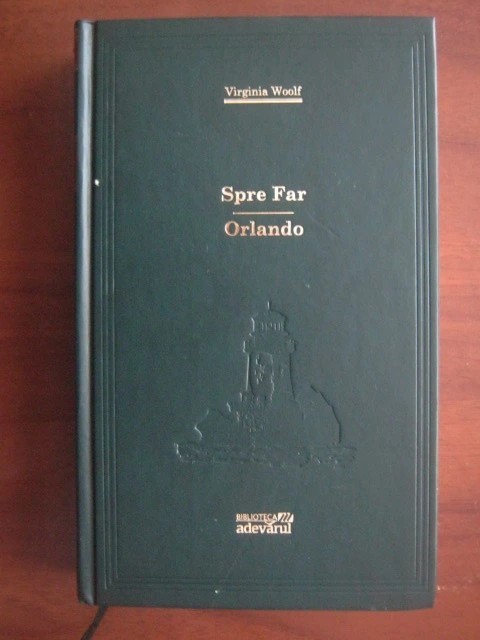 Virginia Woolf
Spre Far
Orlando
BIBLIOTECA
adevărul